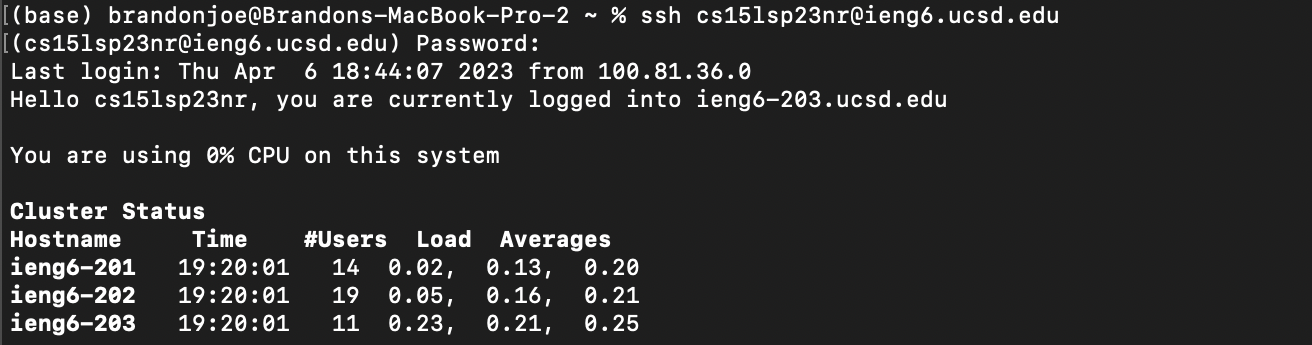 (base) brandonjoe@Brandons-MacBook-Pro-2 ~ % ssh cs15lsp23nr@ieng6.ucsd.edu
[(cs15lsp23nr@ieng6.ucsd.edu) Password:
Last login: Thu Apr  6 18:44:07 2023 from 100.81.36.0
Hello cs15lsp23nr, you are currently logged into ieng6-203.ucsd.edu
You are using 0% CPU on this system
Cluster Status
Hostname     Time    #Users  Load  Averages
ieng6-201   19:20:01   14  0.02,  0.13,  0.20
ieng6-202   19:20:01   19  0.05,  0.16,  0.21
ieng6-203   19:20:01   11  0.23,  0.21,  0.25